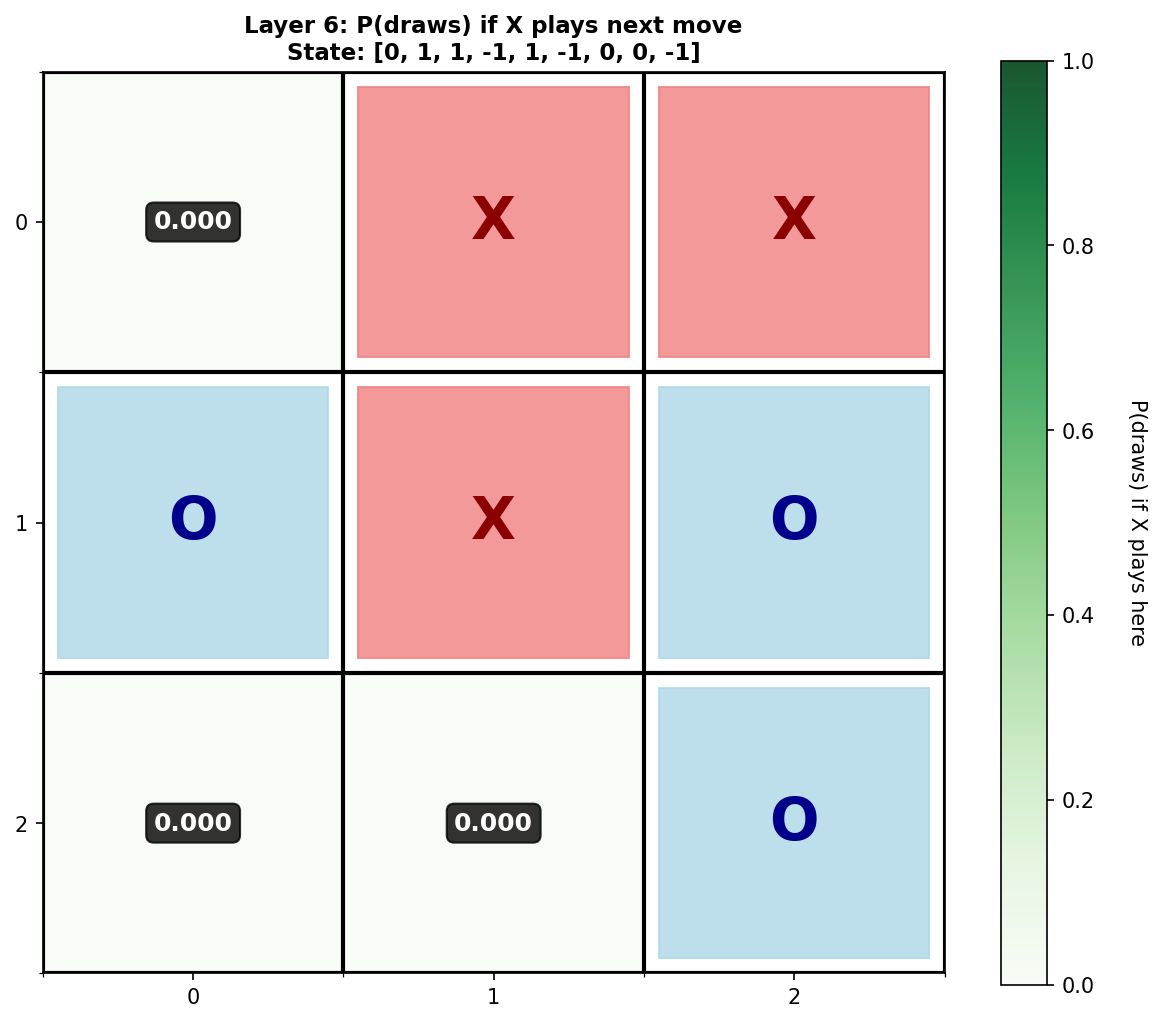 Layer 6: P(draws) if X plays next move
State: [0, 1, 1, -1, 1, -1, 0, 0, -1]
0.000 X X
O X O
0.000 0.000 O
0
1
2
0 1 2
1.0
0.8
0.6
0.4
0.2
0.0
P(draws) if X plays here